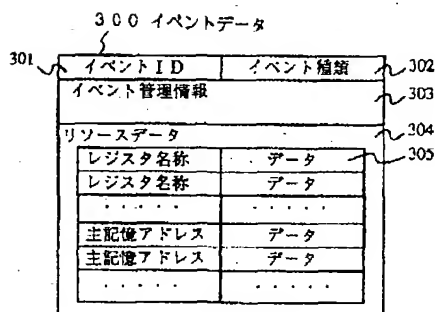 300 イベントデータ
301 イベントID イベント種類 302
イベント管理情報 303
リソースデータ 304
レジスタ名称 データ 305
レジスタ名称 データ
・・・・・ ・・・・・
主記憶アドレス データ
主記憶アドレス データ
・・・・・ ・・・・・